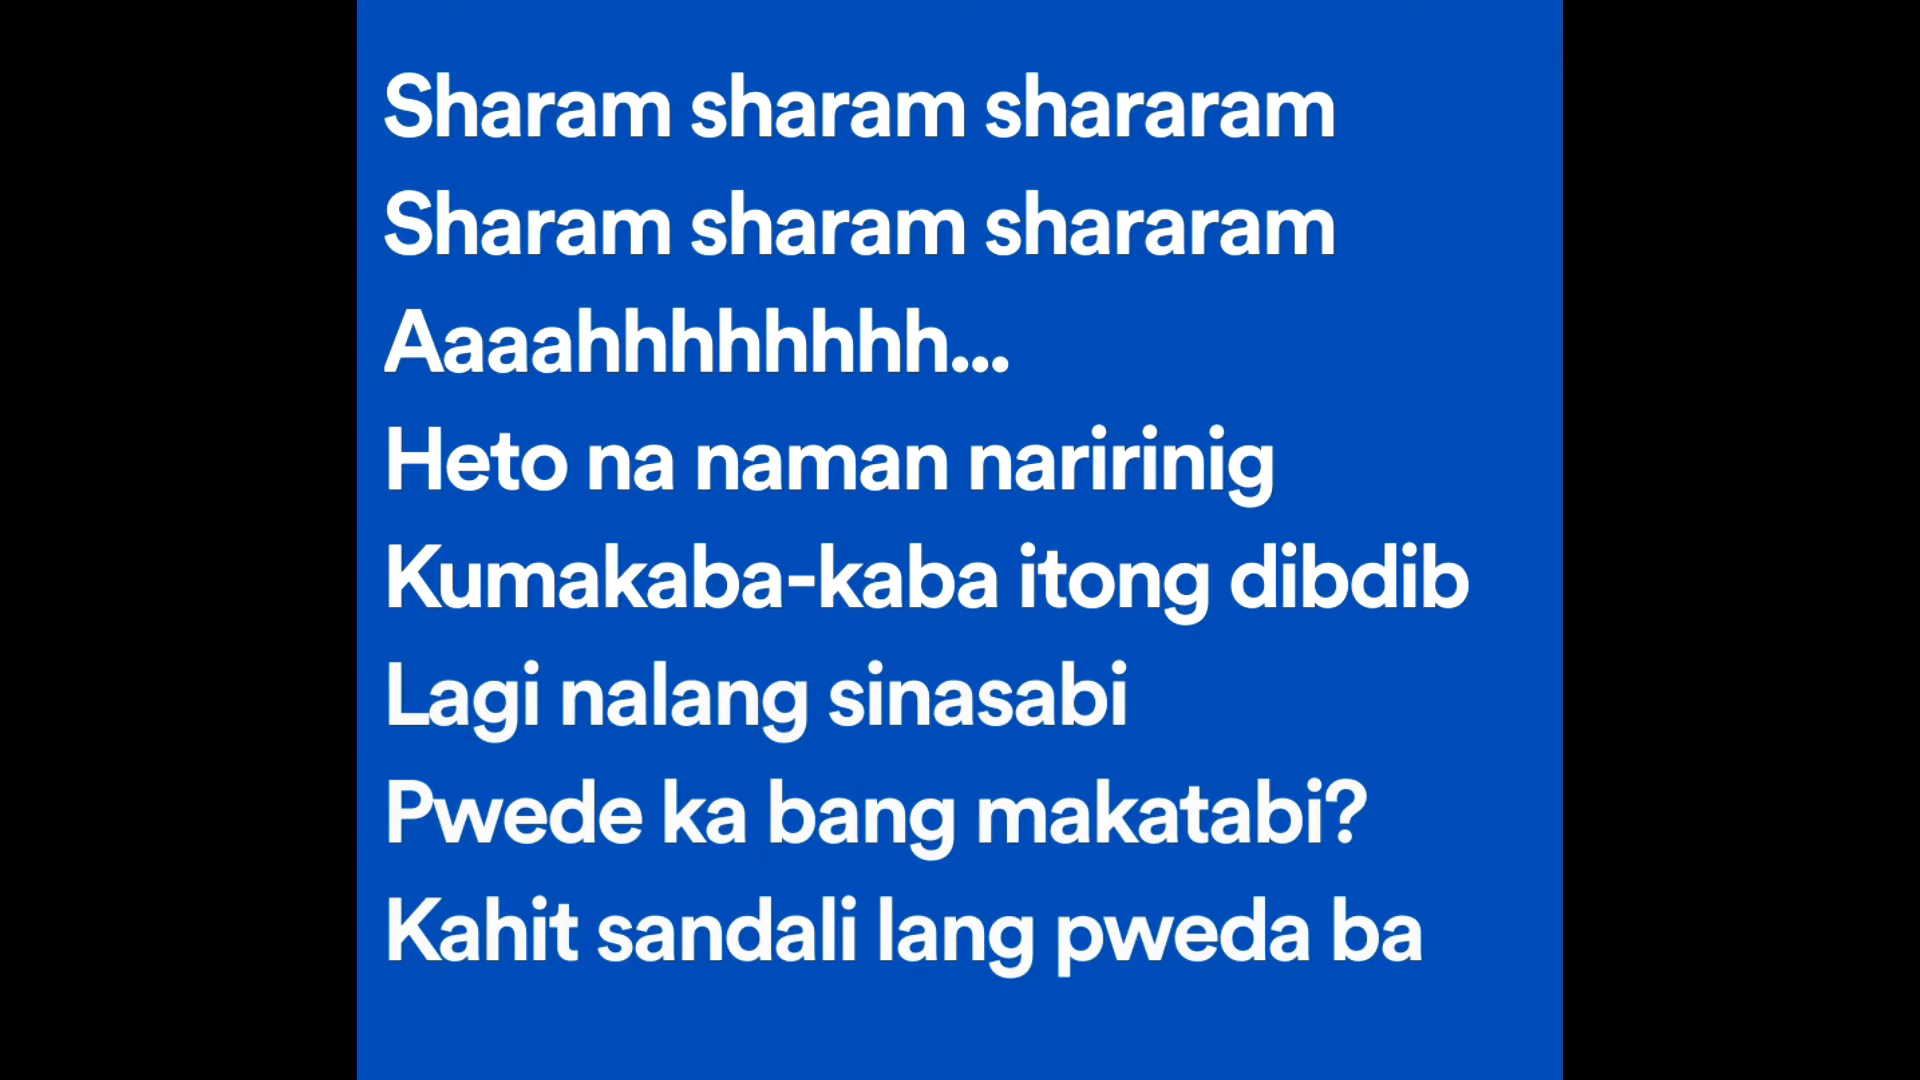 Sharam sharam shararam
Sharam sharam shararam
Aaaahhhhhhhh...
Heto na naman naririnig
Kumakaba-kaba itong dibdib
Lagi nalang sinasabi
Pwede ka bang makatabi?
Kahit sandali lang pweda ba